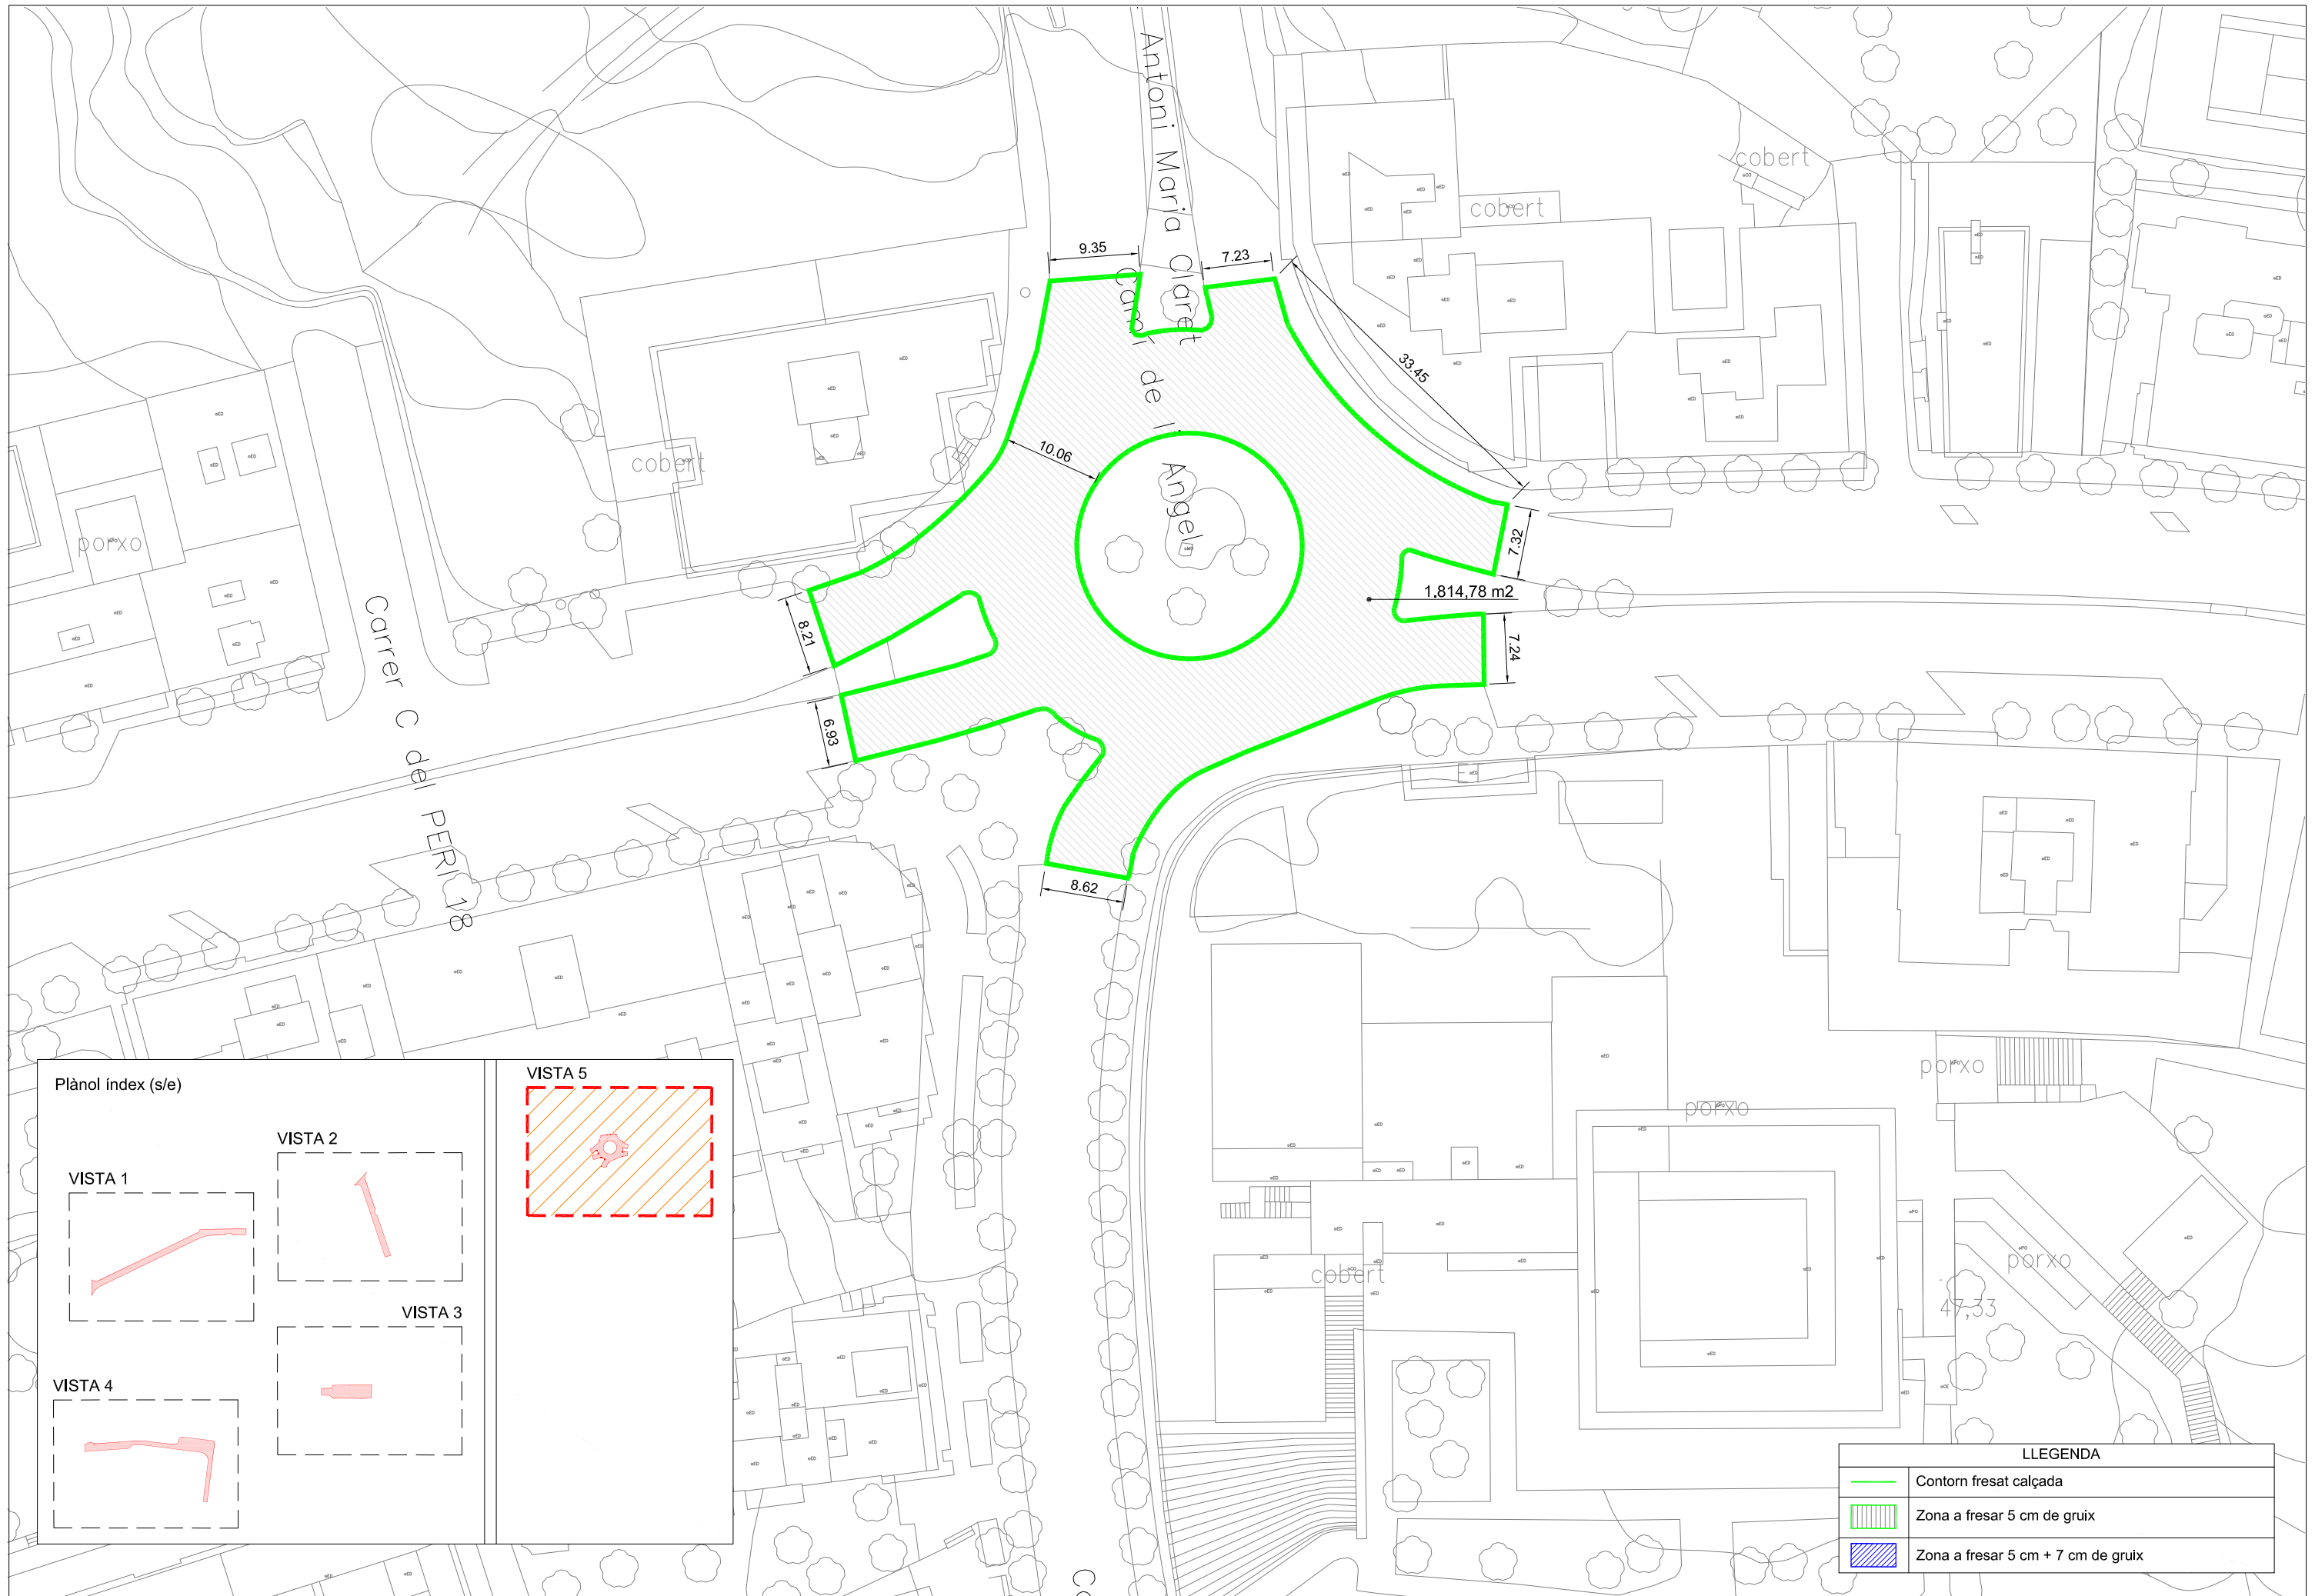 Antoni Maria Claret
Camí de l'Angel
cobert
cobert
cobert
porxo
9.35
7.23
33.45
10.06
7.32
1.814,78 m2
7.24
8.21
6.93
8.62
Carrer C del PERI 18
porxo
porxo
porxo
cobert
47,33
Plànol índex (s/e)
VISTA 1
VISTA 2
VISTA 3
VISTA 4
VISTA 5
LLEGENDA
Contorn fresat calçada
Zona a fresar 5 cm de gruix
Zona a fresar 5 cm + 7 cm de gruix